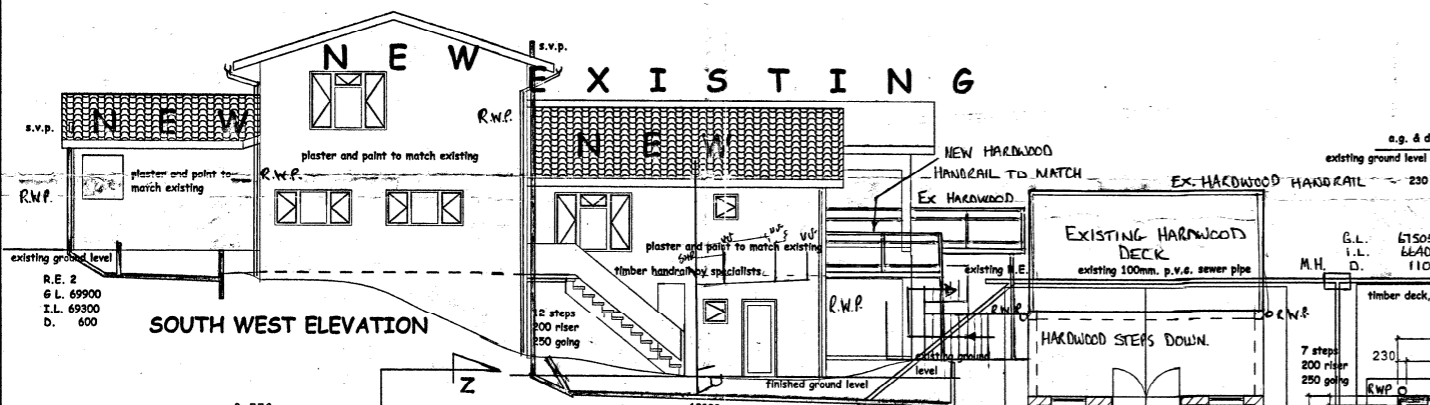 s.v.p.
N E W
E X I S T I N G
R.W.P.
s.v.p.
N E W
N E W
plaster and paint to match existing
plaster and paint to
match existing
R.W.P.
R.W.P.
NEW HARDWOOD
HANDRAIL TO MATCH
EX HARDWOOD
EX. HARDWOOD HANDRAIL
a.g. & d
existing ground level
230
existing ground level
R.E. 2
G L. 69900
I.L. 69300
D. 600
SOUTH WEST ELEVATION
plaster and paint to match existing
timber handrail by specialists.
12 steps
200 riser
250 going
R.W.P.
EXISTING HARDWOOD
DECK
existing 100mm. p.v.c. sewer pipe
R.W.P.
R.W.P.
HARDWOOD STEPS DOWN.
M.H.
G.L.
I.L.
D. 110
timber deck,
existing ground
level
finished ground level
Z
7 steps
200 riser
250 going
230
RWP